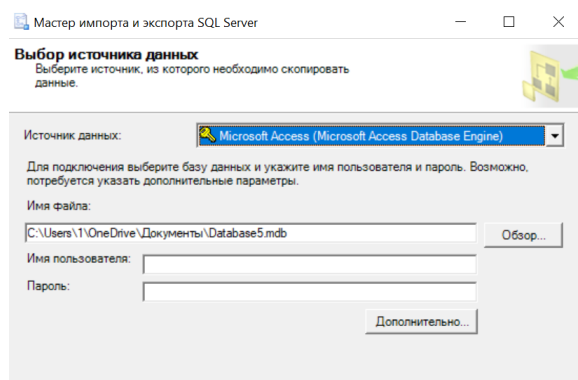 Мастер импорта и экспорта SQL Server
Выбор источника данных
Выберите источник, из которого необходимо скопировать
данные.
Источник данных:
Microsoft Access (Microsoft Access Database Engine)
Для подключения выберите базу данных и укажите имя пользователя и пароль. Возможно,
потребуется указать дополнительные параметры.
Имя файла:
C:\Users\1\OneDrive\Документы\Database5.mdb
Обзор...
Имя пользователя:
Пароль:
Дополнительно...